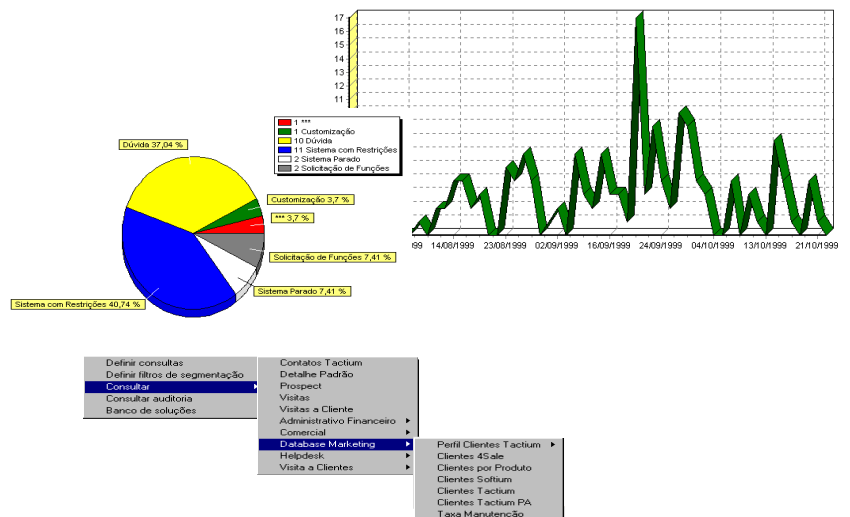 17
16
15
14
13
12
11
1 ***
1 Customização
10 Dúvida
11 Sistema com Restrições
2 Sistema Parado
2 Solicitação de Funções
Dúvida 37,04 %
Customização 3,7 %
*** 3,7 %
Solicitação de Funções 7,41 %
Sistema Parado 7,41 %
Sistema com Restrições 40,74 %
99 14/08/1999 23/08/1999 02/09/1999 16/09/1999 24/09/1999 04/10/1999 13/10/1999 21/10/1999
Definir consultas
Definir filtros de segmentação
Consultar
Consultar auditoria
Banco de soluções
Contatos Tactium
Detalhe Padrão
Prospect
Visitas
Visitas a Cliente
Administrativo Financeiro
Comercial
Database Marketing
Helpdesk
Visita a Clientes
Perfil Clientes Tactium
Clientes 4Sale
Clientes por Produto
Clientes Softium
Clientes Tactium
Clientes Tactium PA
Taxa Manutenção